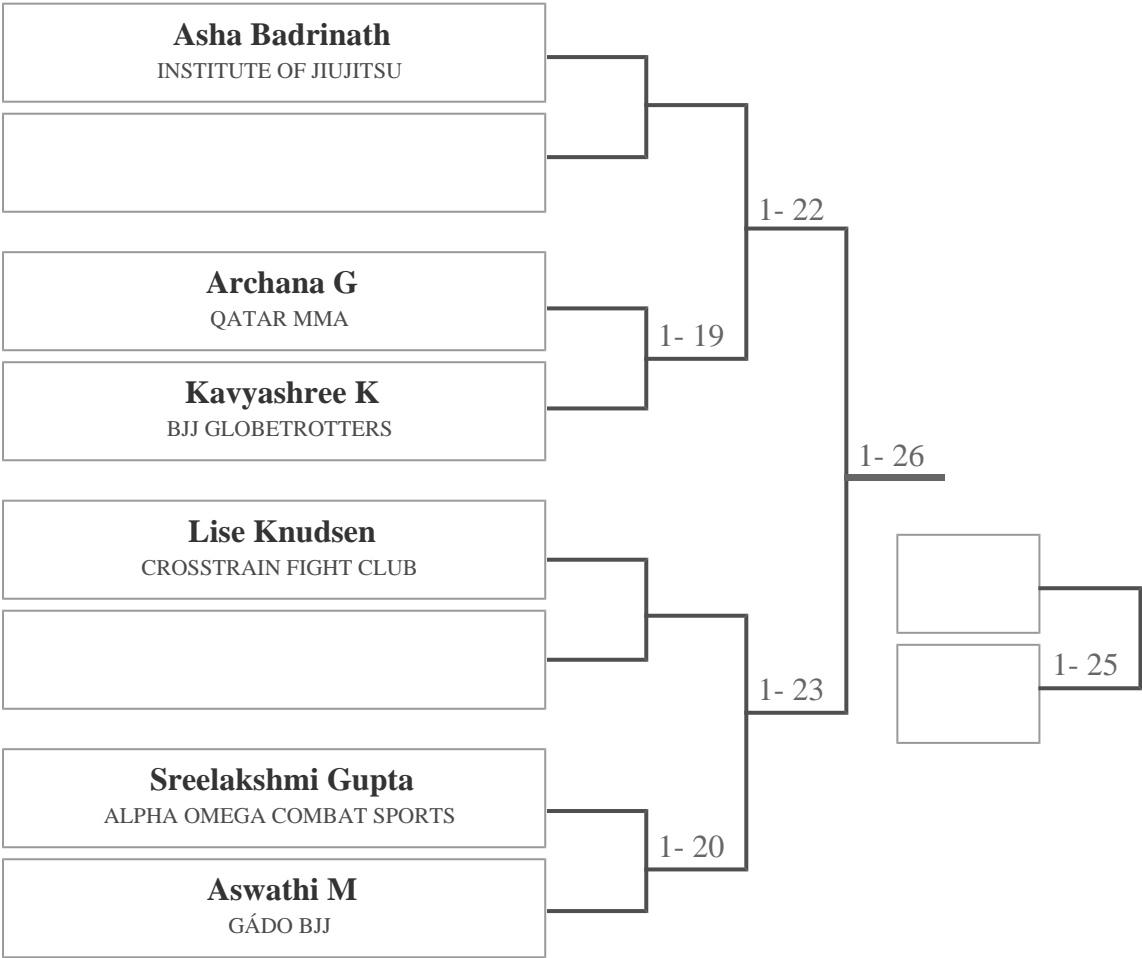 Asha Badrinath
INSTITUTE OF JIUJITSU
1- 22
Archana G
QATAR MMA
1- 19
Kavyashree K
BJJ GLOBETROTTERS
1- 26
Lise Knudsen
CROSSTRAIN FIGHT CLUB
1- 23
1- 25
Sreelakshmi Gupta
ALPHA OMEGA COMBAT SPORTS
1- 20
Aswathi M
GÁDO BJJ